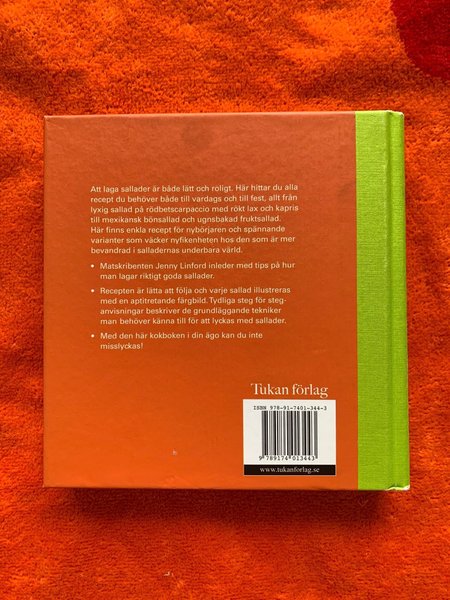 Att laga sallader är både lätt och roligt. Här hittar du alla
recept du behöver både till vardags och till fest, allt från
lyxig sallad på rödbetscarpaccio med rökt lax och kapris
till mexikansk bönsallad och ugnsbakad fruktsallad.
Här finns enkla recept för nybörjaren och spännande
varianter som väcker nyfikenheten hos den som är mer
bevandrad i salladernas underbara värld.
• Matskribenten Jenny Linford inleder med tips på hur
man lagar riktigt goda sallader.
• Recepten är lätta att följa och varje sallad illustreras
med en aptitretande färgbild. Tydliga steg för steg-
anvisningar beskriver de grundläggande tekniker
man behöver känna till för att lyckas med sallader.
• Med den här kokboken i din ägo kan du inte
misslyckas!
Tukan förlag
ISBN 978-91-7401-344-3
9 789174 013443
www.tukanforlag.se